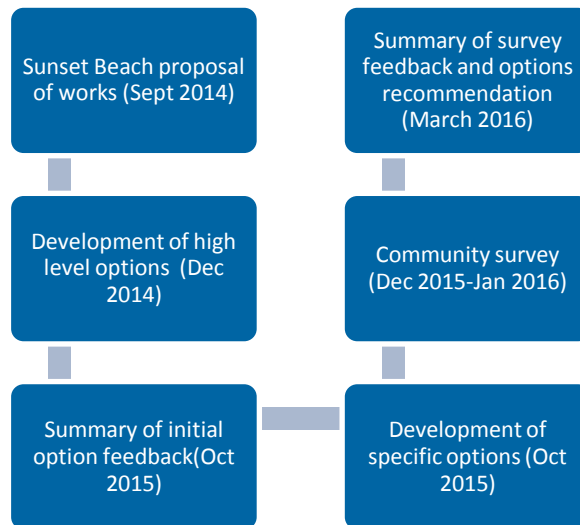 Sunset Beach proposal
of works (Sept 2014)
Development of high
level options  (Dec
2014)
Summary of initial
option feedback(Oct
2015)
Development of
specific options (Oct
2015)
Community survey
(Dec 2015-Jan 2016)
Summary of survey
feedback and options
recommendation
(March 2016)